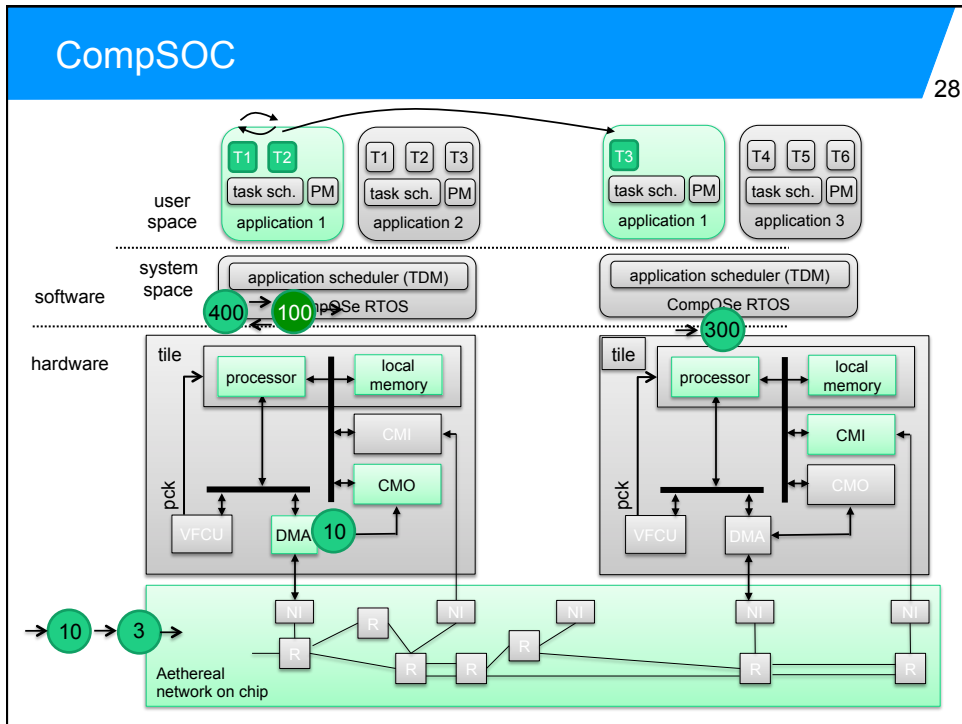 CompSOC
28
T1 T2
task sch. PM
application 1
T1 T2 T3
task sch. PM
application 2
T3
task sch. PM
application 1
T4 T5 T6
task sch. PM
application 3
user
space
system
space
software
hardware
application scheduler (TDM)
CompOSe RTOS
400
100
application scheduler (TDM)
CompOSe RTOS
300
tile
processor
local
memory
CMI
CMO
pck
VFCU
DMA
10
tile
processor
local
memory
CMI
CMO
pck
VFCU
DMA
10
3
NI NI NI NI NI
R R R R R R R
Aethereal
network on chip